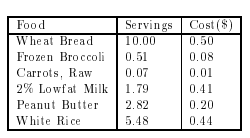 Food Servings Cost($)
Wheat Bread 10.00 0.50
Frozen Broccoli 0.51 0.08
Carrots, Raw 0.07 0.01
2% Lowfat Milk 1.79 0.41
Peanut Butter 2.82 0.20
White Rice 5.48 0.44